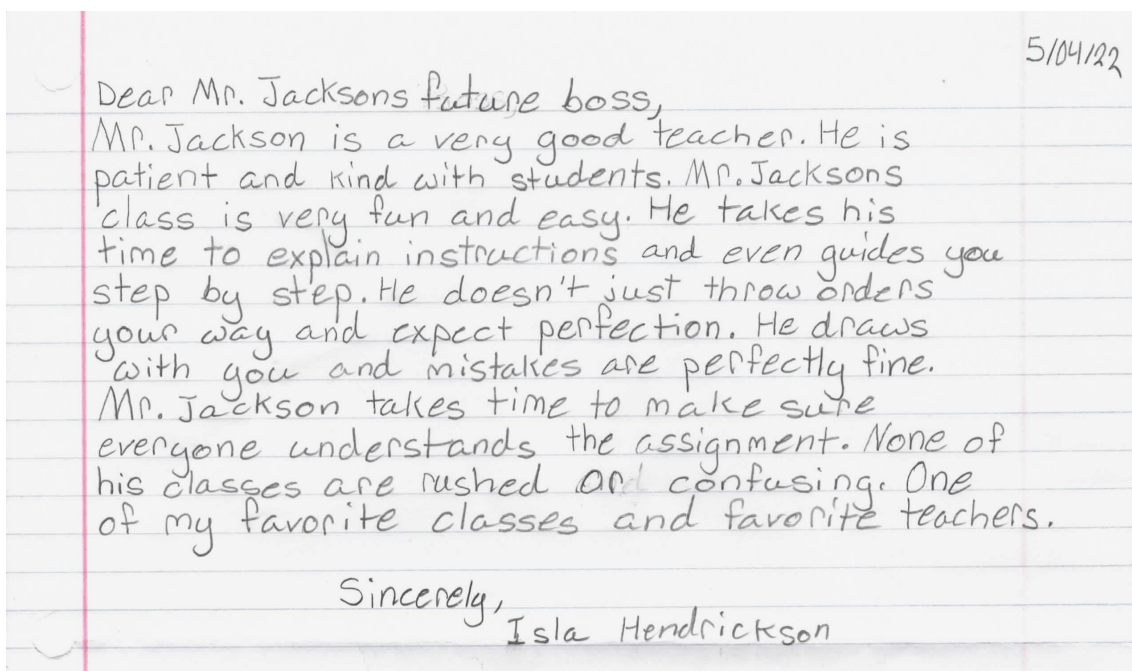 5/04/22
Dear Mr. Jacksons future boss,
Mr. Jackson is a very good teacher. He is
patient and kind with students. Mr. Jacksons
class is very fun and easy. He takes his
time to explain instructions and even guides you
step by step. He doesn't just throw orders
your way and expect perfection. He draws
with you and mistakes are perfectly fine.
Mr. Jackson takes time to make sure
everyone understands the assignment. None of
his classes are rushed or confusing. One
of my favorite classes and favorite teachers.
Sincerely,
Isla Hendrickson